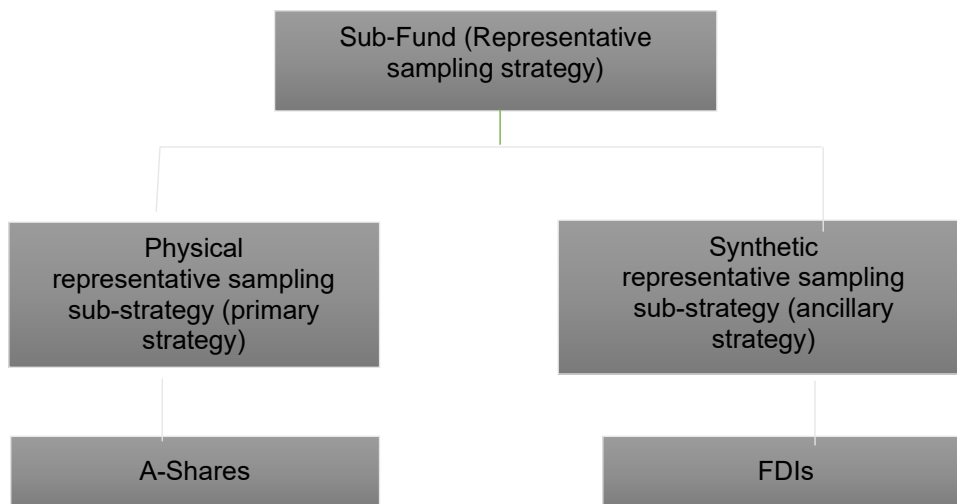 Sub-Fund (Representative
sampling strategy)
Physical
representative sampling
sub-strategy (primary
strategy)
Synthetic
representative sampling
sub-strategy (ancillary
strategy)
A-Shares
FDIs